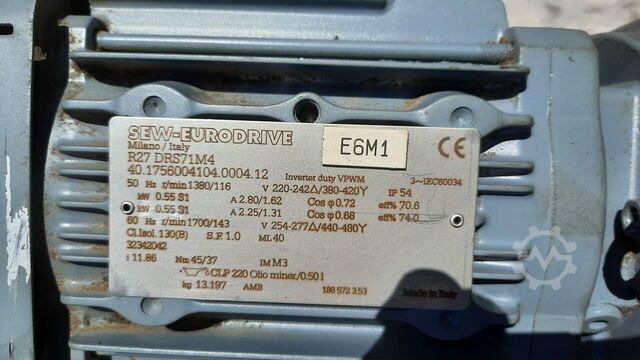 SEW-EURODRIVE
Milano / Italy
E6M1
CE
R27 DRS71M4
40.1756004104.0004.12
Inverter duty VPWM
3~IEC60034
50 Hz r/min 1380/116
V 220-242Δ/380-420Y
IP 54
kW 0.55 S1
A 2.80/1.62
Cos φ 0.72
eff% 70.6
kW 0.55 S1
A 2.25/1.31
Cos φ 0.68
eff% 74.0
60 Hz r/min 1700/143
V 254-277Δ/440-480Y
Cl.Isol. 130(B)
S.F. 1.0
ML 40
32342042
i 11.86
Nm 45/37
IM M3
CLP 220 Olio miner./0.50 l
kg 13.197
AMB
188 572 3.53
Made in Italy